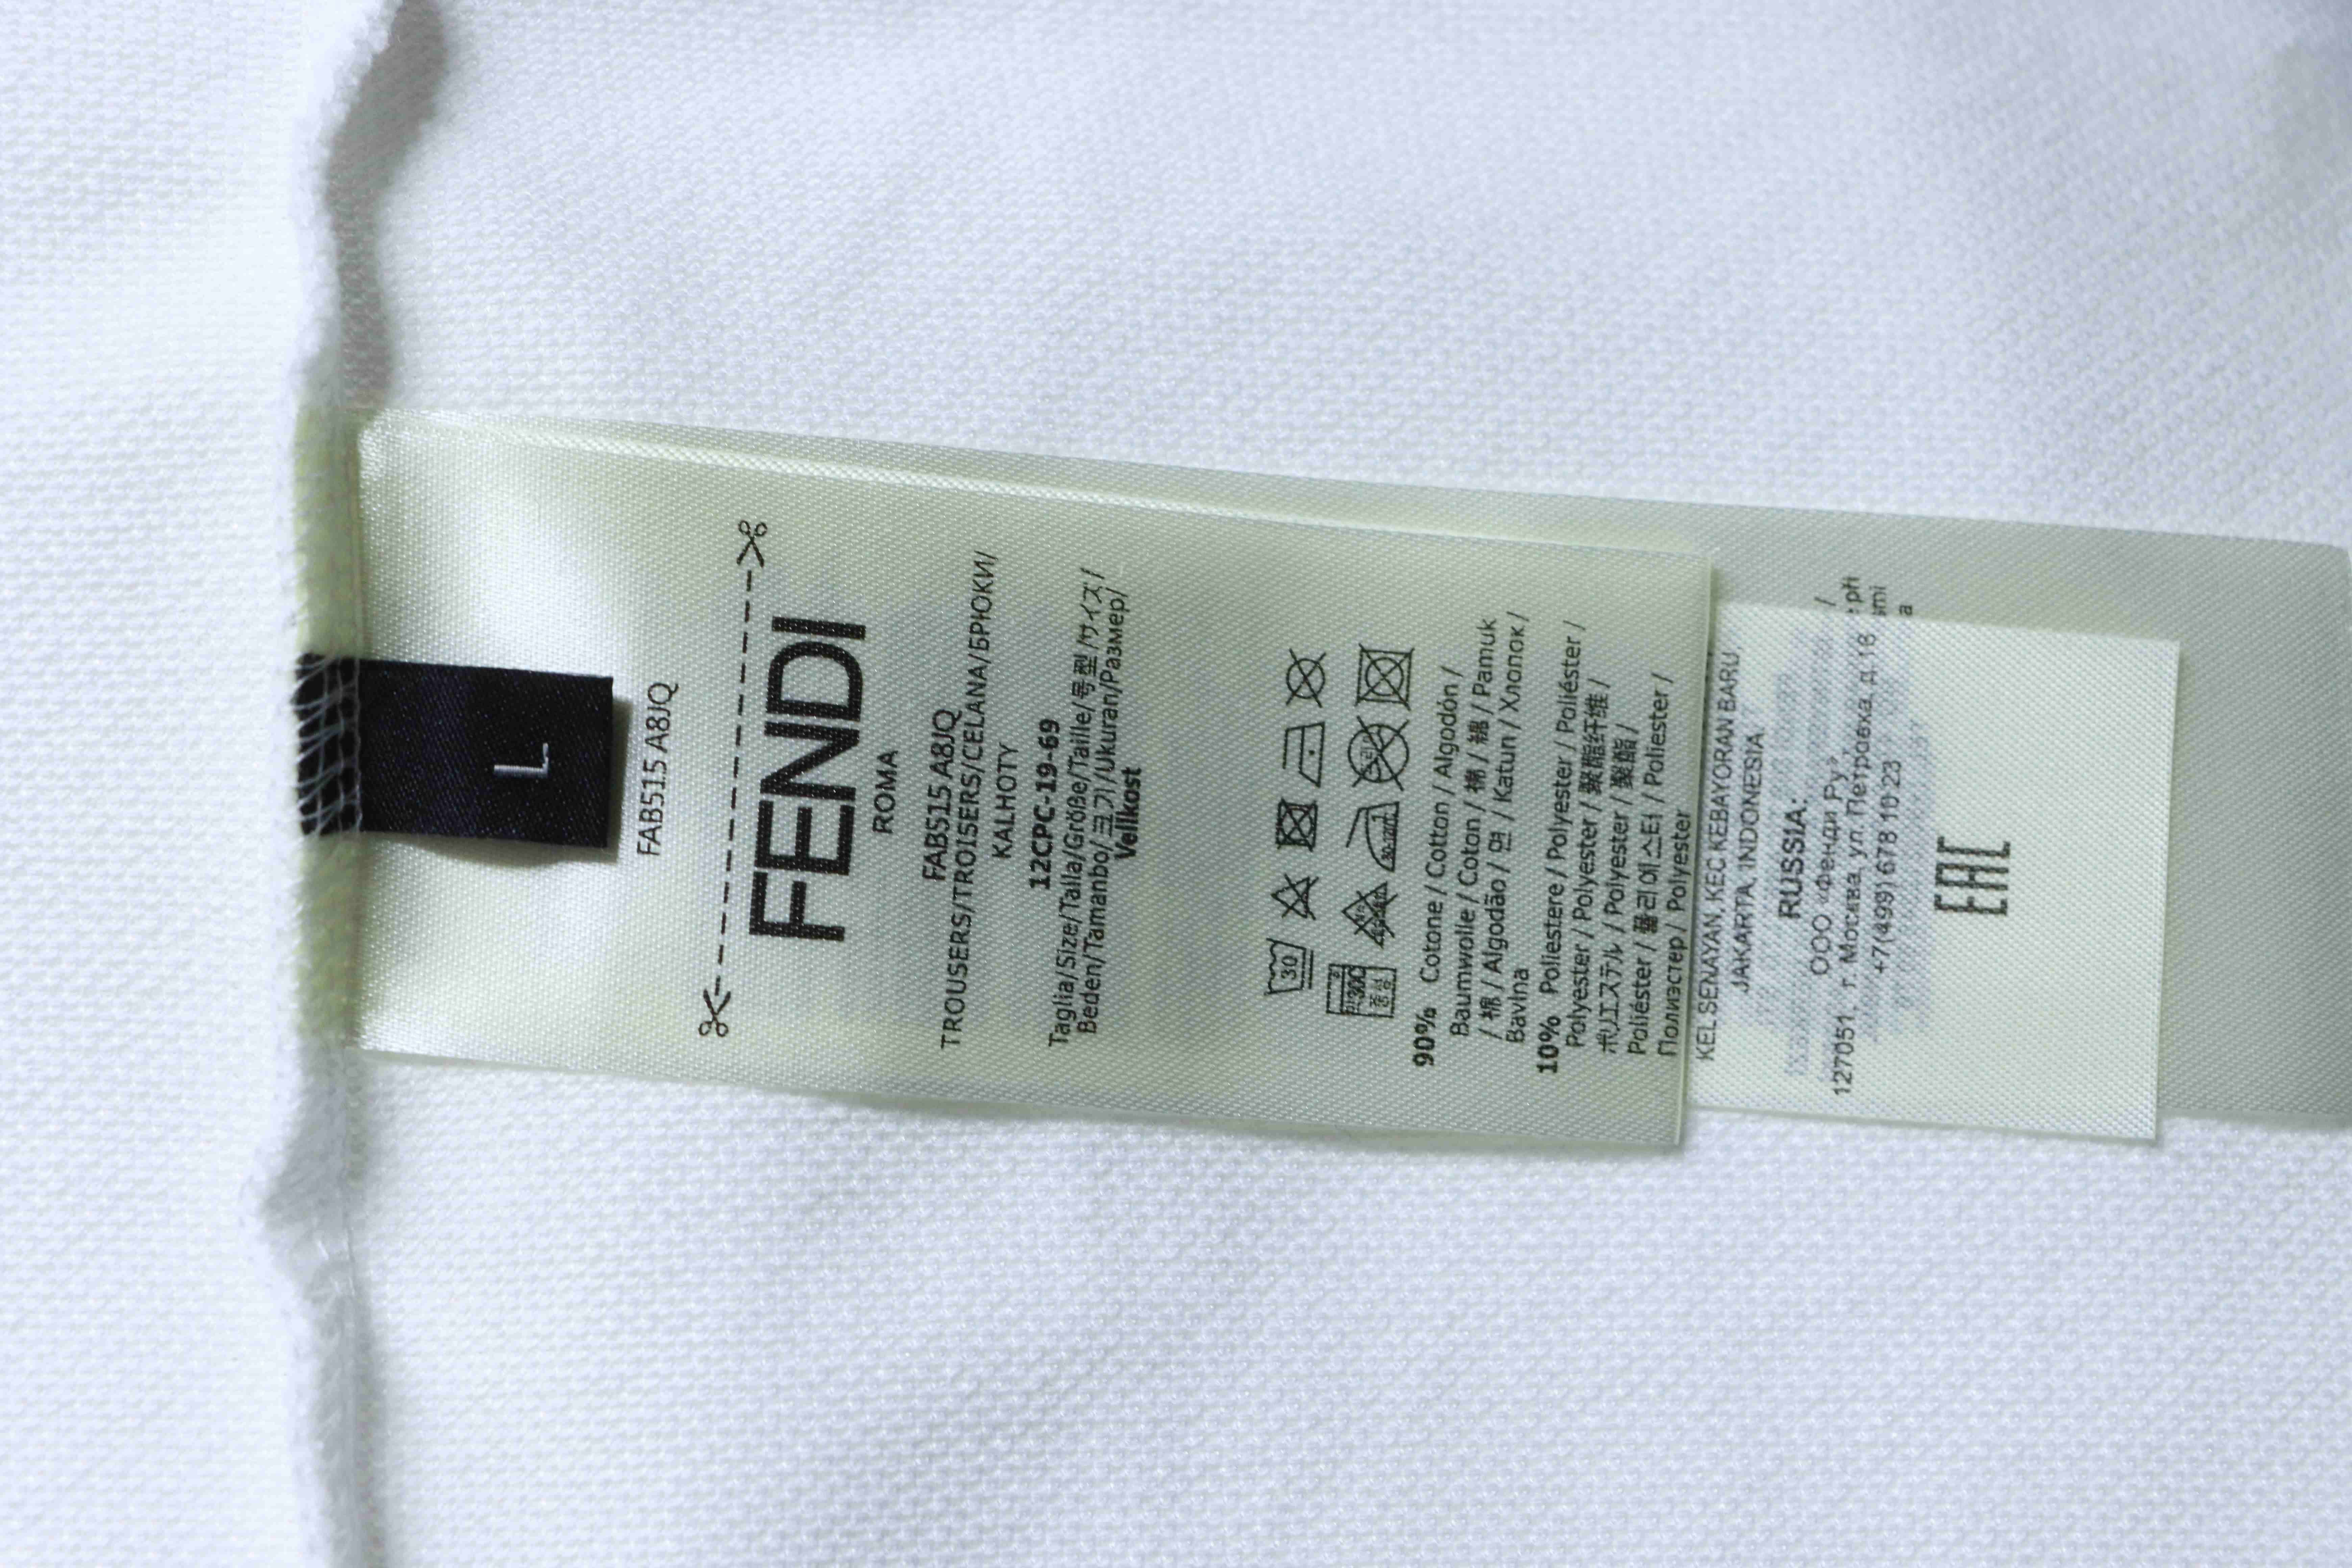 L
FAB515 A8JQ
FENDI
ROMA
FAB515 A8JQ
TROUSERS/TROISERS/CELANA/БРЮКИ/
KALHOTY
12CPC-19-69
Taglia/Size/Talla/Größe/Taille/号型/サイズ/
Beden/Tamanbo/크기/Ukuran/Размер/
Velikost
30
90% Cotone / Cotton / Algodón /
Baumwolle / Coton / 棉 / 綿 / Pamuk
/ 棉 / Algodão / 면 / Katun / Хлопок /
Bavlna
10% Poliestere / Polyester / Poliéster /
Polyester / Polyester / 聚酯纤维 /
ポリエステル / Polyester / 聚酯 /
Poliéster / 폴리에스터 / Poliester /
Полиэстер / Polyester
KEL SENAYAN, KEC KEBAYORAN BARU,
JAKARTA, INDONESIA
RUSSIA:
ООО «Фенди Ру»
127051, г. Москва, ул. Петровка, д 16
+7(499) 678 10 23
EAC